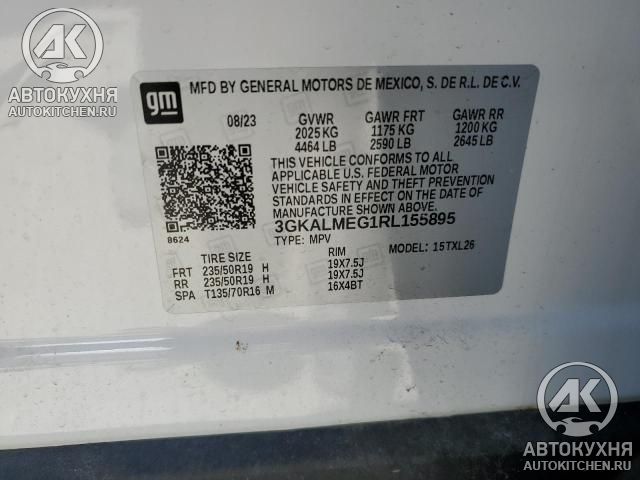 АВТОКУХНЯ
AUTOKITCHEN.RU
gm
MFD BY GENERAL MOTORS DE MEXICO, S. DE R.L. DE C.V.
08/23 GVWR GAWR FRT GAWR RR
2025 KG 1175 KG 1200 KG
4464 LB 2590 LB 2645 LB
THIS VEHICLE CONFORMS TO ALL
APPLICABLE U.S. FEDERAL MOTOR
VEHICLE SAFETY AND THEFT PREVENTION
STANDARDS IN EFFECT ON THE DATE OF
MANUFACTURE SHOWN ABOVE.
3GKALMEG1RL155895
8624 TYPE: MPV MODEL: 15TXL26
TIRE SIZE RIM
FRT 235/50R19 H 19X7.5J
RR 235/50R19 H 19X7.5J
SPA T135/70R16 M 16X4BT
АК
АВТОКУХНЯ
AUTOKITCHEN.RU